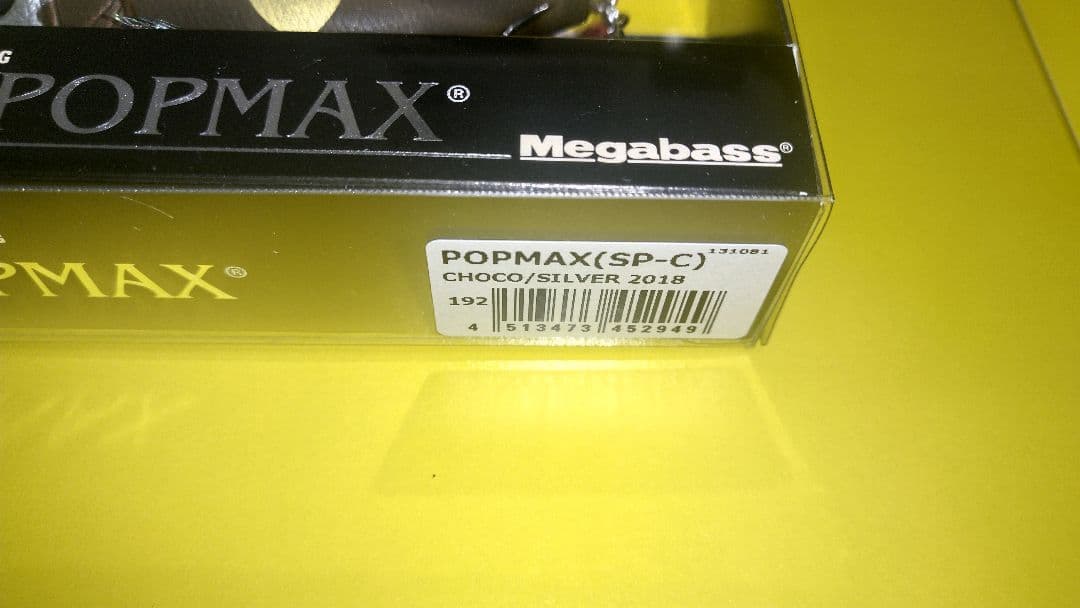 G
POPMAX®
Megabass®
G
PMAX®
POPMAX(SP-C) 131081
CHOCO/SILVER 2018
192
4 513473 452949